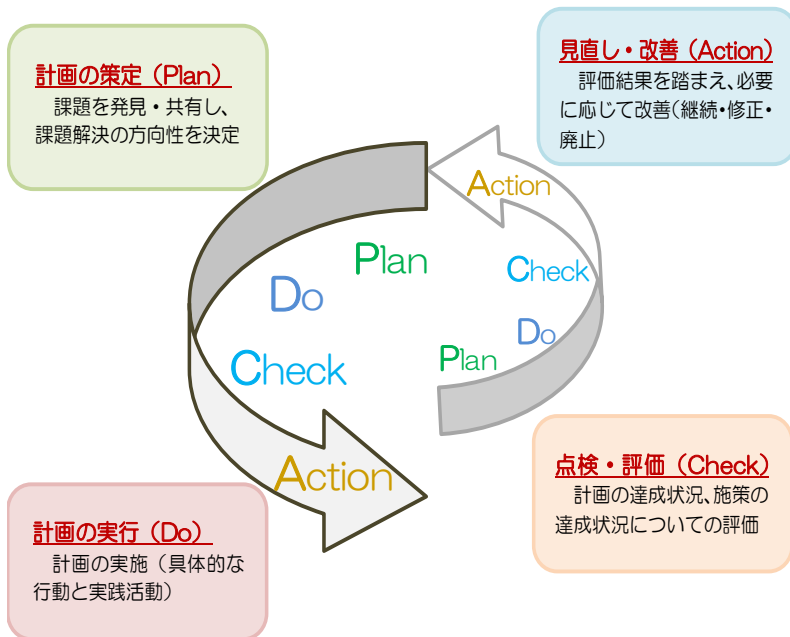 計画の策定（Plan）
課題を発見・共有し、
課題解決の方向性を決定
見直し・改善（Action）
評価結果を踏まえ、必要
に応じて改善（継続・修正・
廃止）
Action
Plan
Check
Do
Do
Check
Plan
Action
計画の実行（Do）
計画の実施（具体的な
行動と実践活動）
点検・評価（Check）
計画の達成状況、施策の
達成状況についての評価